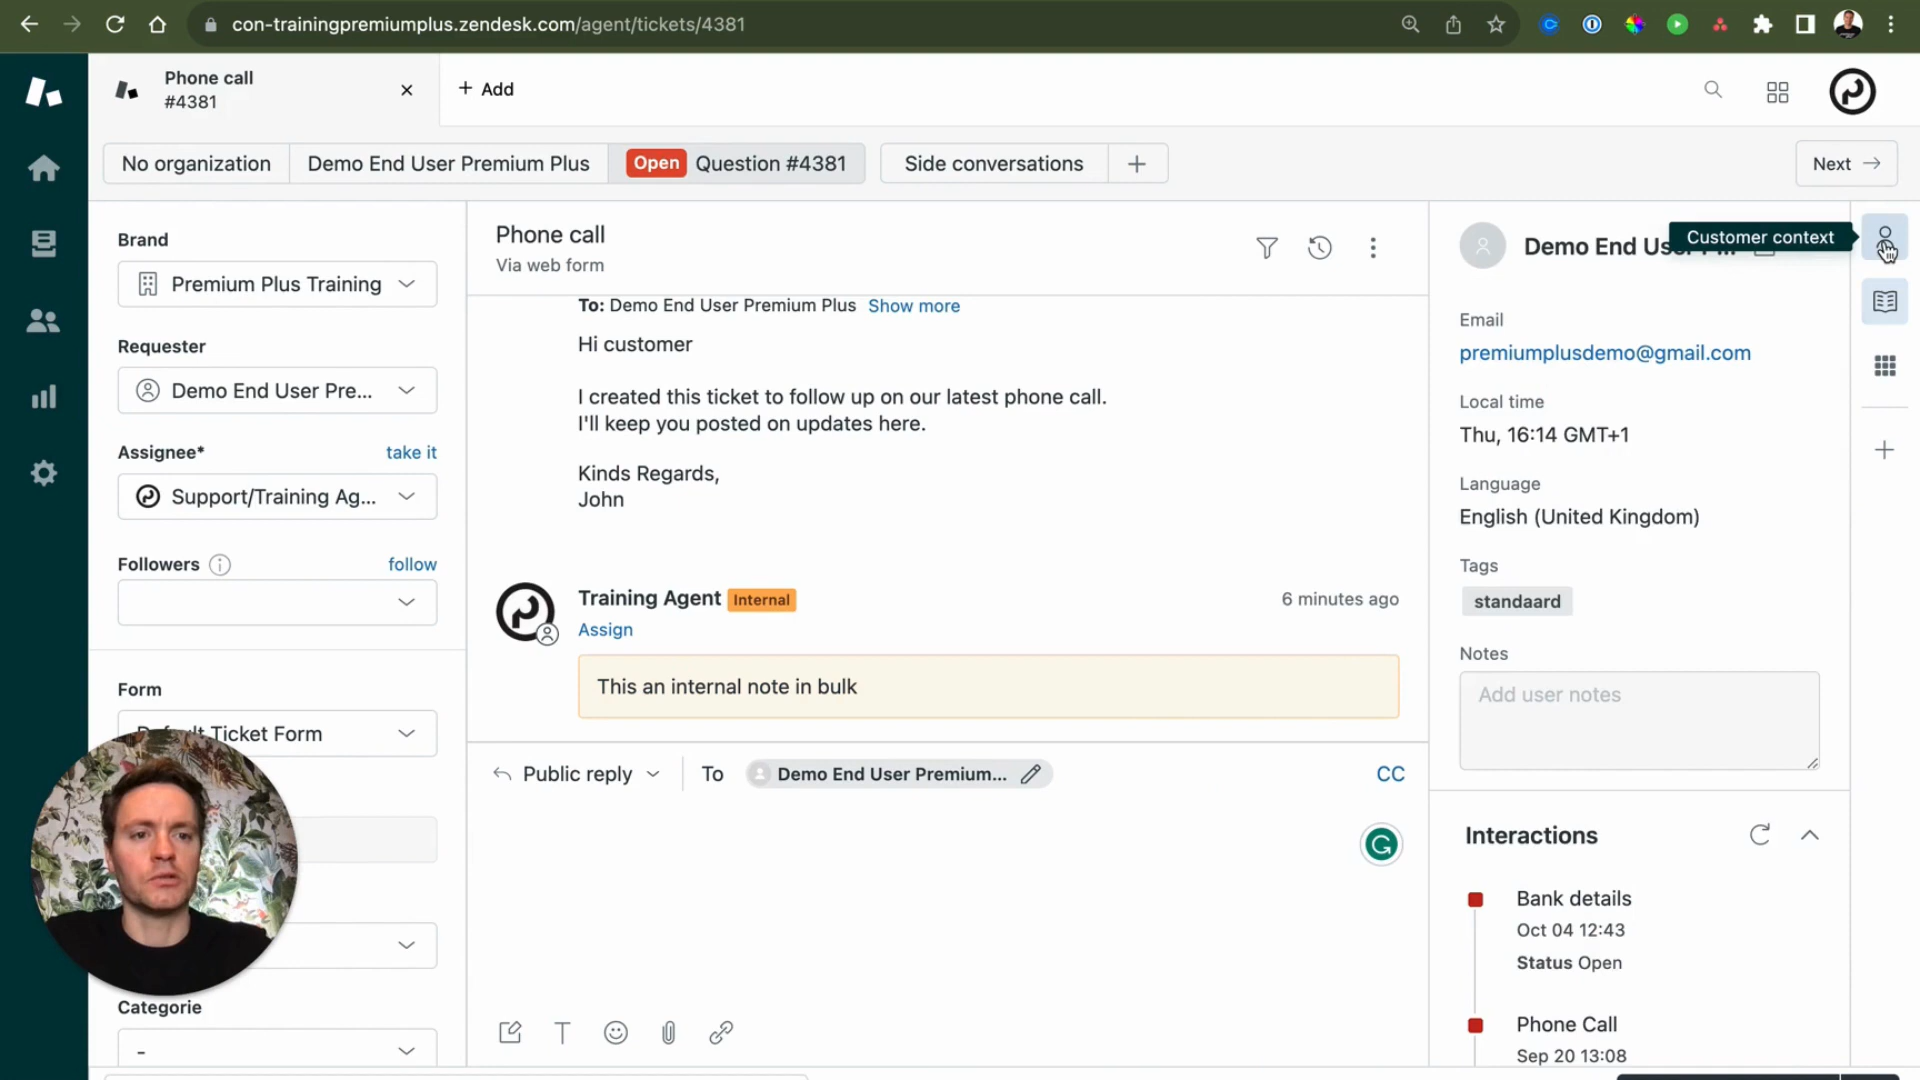 con-trainingpremiumplus.zendesk.com/agent/tickets/4381
Phone call
#4381
+ Add
No organization
Demo End User Premium Plus
Open Question #4381
Side conversations
Next
Brand
Premium Plus Training
Requester
Demo End User Pre...
Assignee*
take it
Support/Training Ag...
Followers
follow
Form
Ticket Form
Categorie
-
Phone call
Via web form
To: Demo End User Premium Plus Show more
Hi customer
I created this ticket to follow up on our latest phone call.
I'll keep you posted on updates here.
Kinds Regards,
John
Training Agent Internal
6 minutes ago
Assign
This an internal note in bulk
Public reply
To
Demo End User Premium...
CC
Demo End
Customer context
Email
premiumplusdemo@gmail.com
Local time
Thu, 16:14 GMT+1
Language
English (United Kingdom)
Tags
standaard
Notes
Add user notes
Interactions
Bank details
Oct 04 12:43
Status Open
Phone Call
Sep 20 13:08